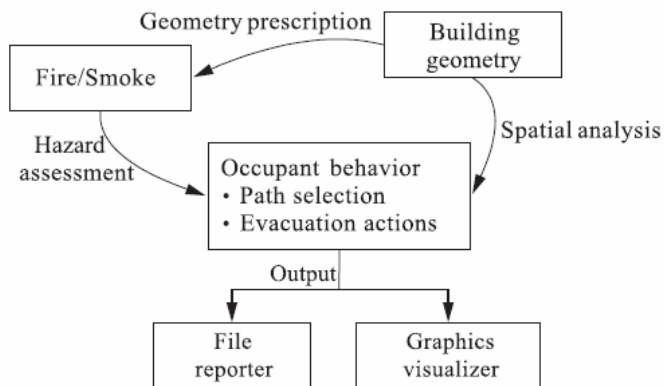 Geometry prescription
Building
geometry
Fire/Smoke
Hazard
assessment
Spatial analysis
Occupant behavior
• Path selection
• Evacuation actions
Output
File
reporter
Graphics
visualizer